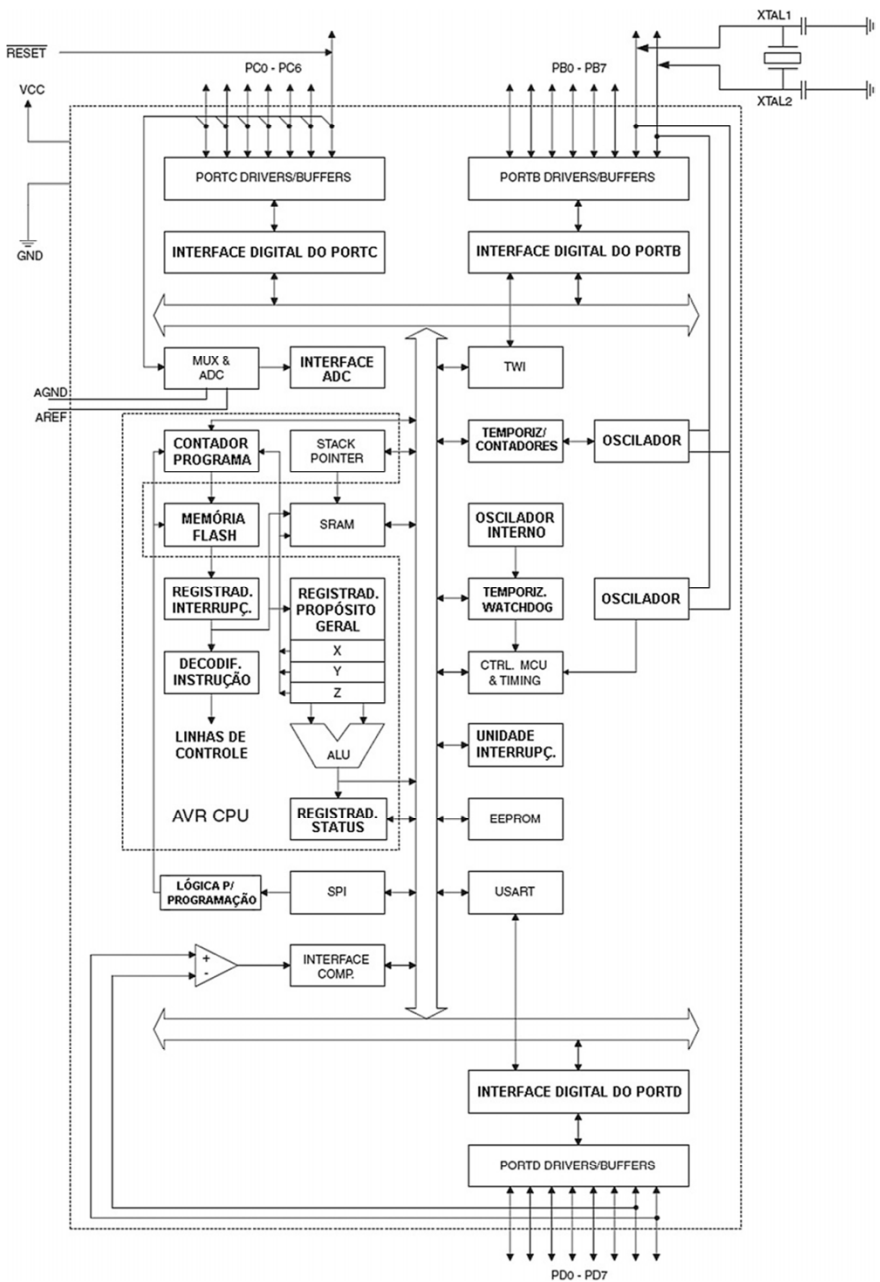 XTAL1
RESET
PC0 - PC6
PB0 - PB7
VCC
XTAL2
PORTC DRIVERS/BUFFERS
PORTB DRIVERS/BUFFERS
GND
INTERFACE DIGITAL DO PORTC
INTERFACE DIGITAL DO PORTB
MUX &
ADC
INTERFACE
ADC
TWI
AGND
AREF
CONTADOR
PROGRAMA
STACK
POINTER
TEMPORIZ/
CONTADORES
OSCILADOR
MEMÓRIA
FLASH
SRAM
OSCILADOR
INTERNO
REGISTRAD.
INTERRUPÇ.
REGISTRAD.
PROPÓSITO
GERAL
TEMPORIZ.
WATCHDOG
OSCILADOR
X
Y
Z
DECODIF.
INSTRUÇÃO
CTRL. MCU
& TIMING
LINHAS DE
CONTROLE
ALU
UNIDADE
INTERRUPÇ.
AVR CPU
REGISTRAD.
STATUS
EEPROM
LÓGICA P/
PROGRAMAÇÃO
SPI
USART
+
-
INTERFACE
COMP.
INTERFACE DIGITAL DO PORTD
PORTD DRIVERS/BUFFERS
PD0 - PD7